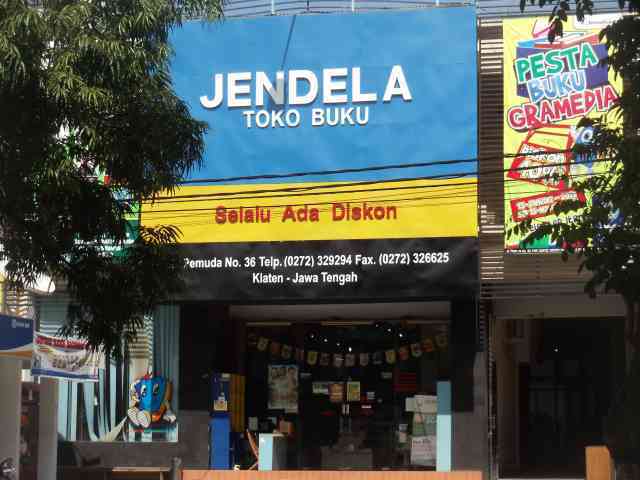 JENDELA
TOKO BUKU
Selalu Ada Diskon
Pemuda No. 36 Telp. (0272) 329294 Fax. (0272) 326625
Klaten - Jawa Tengah
PESTA
BUKU
GRAMEDIA